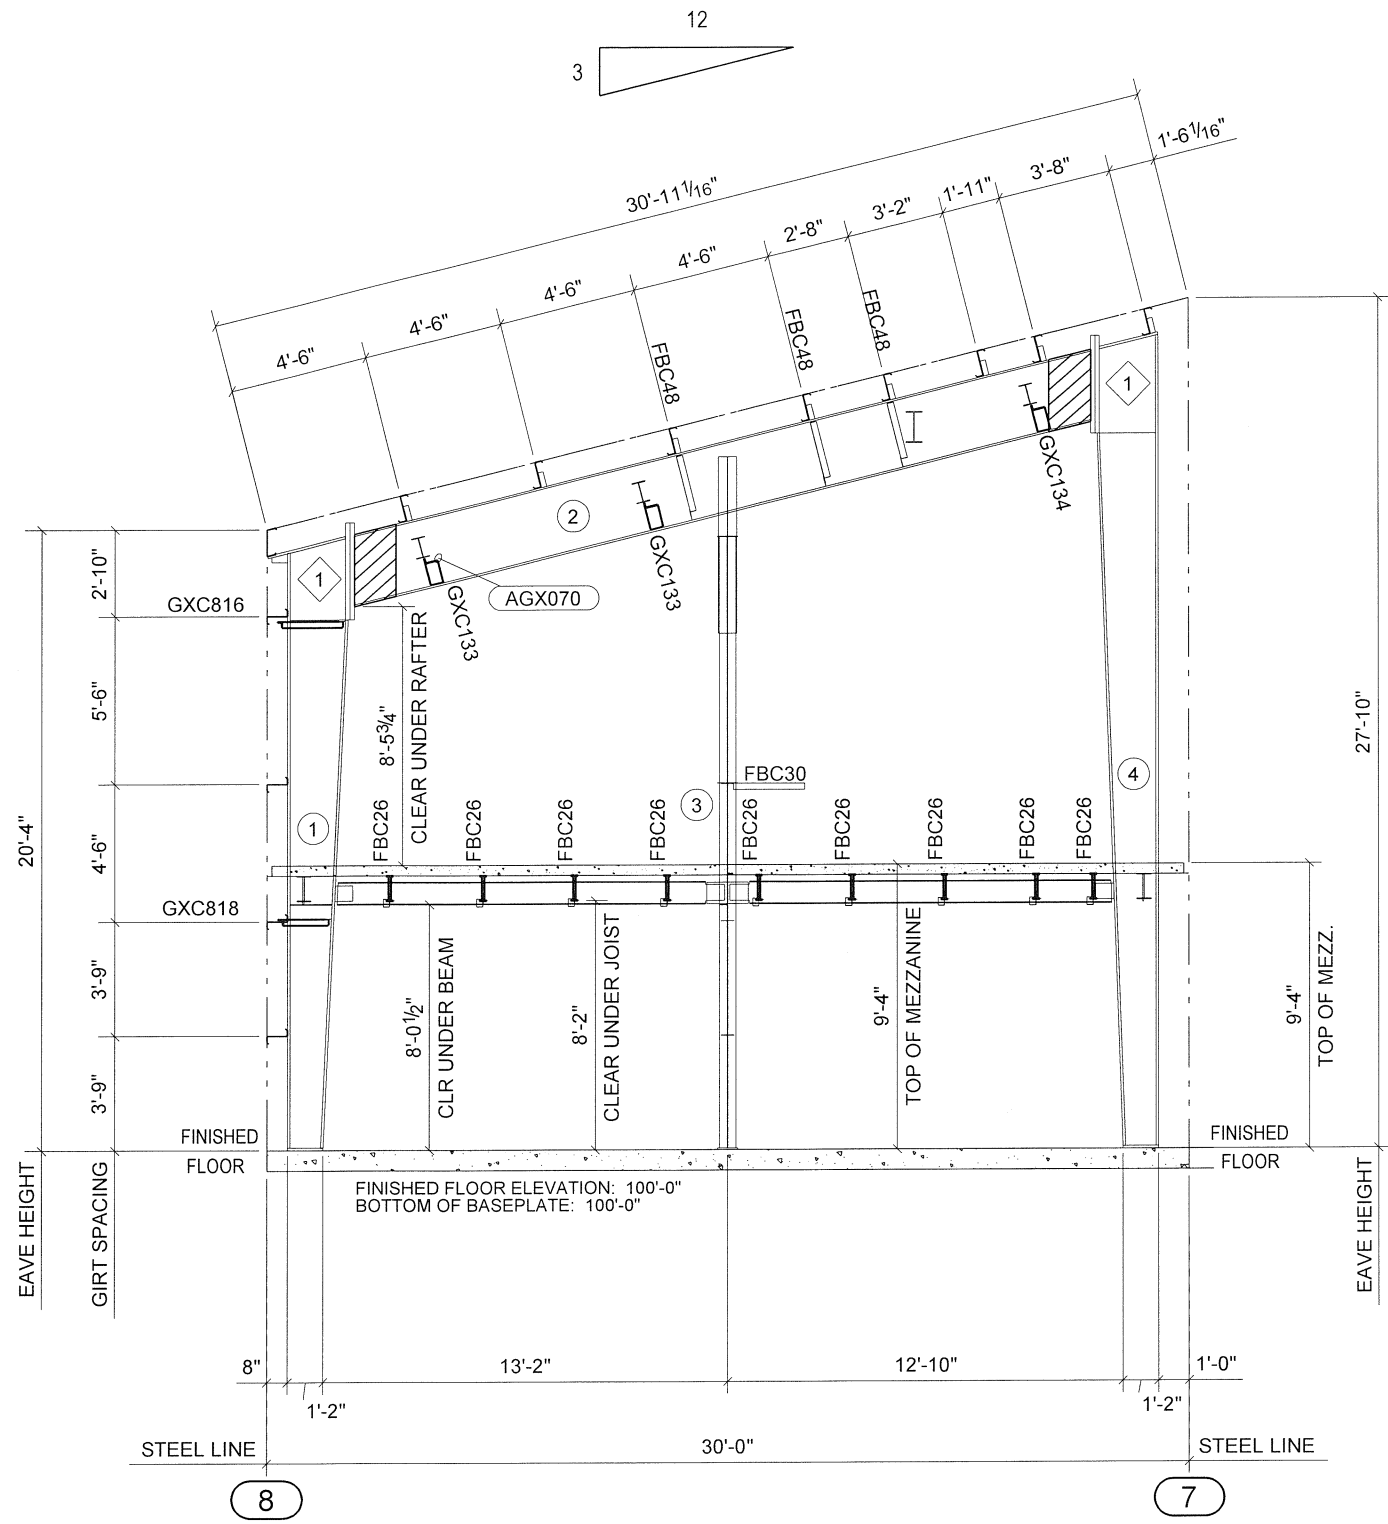 12
3
30'-11 1/16"
1'-6 1/16"
3'-8"
1'-11"
3'-2"
2'-8"
4'-6"
4'-6"
4'-6"
4'-6"
FBC48
FBC48
FBC48
1
GXC134
2
GXC133
1
GXC133
AGX070
GXC816
GXC818
2'-10"
5'-6"
4'-6"
3'-9"
3'-9"
20'-4"
27'-10"
8'-5 3/4"
CLEAR UNDER RAFTER
FBC30
1
3
4
FBC26
FBC26
FBC26
FBC26
FBC26
FBC26
FBC26
FBC26
FBC26
8'-0 1/2"
CLR UNDER BEAM
8'-2"
CLEAR UNDER JOIST
9'-4"
TOP OF MEZZANINE
9'-4"
TOP OF MEZZ.
FINISHED
FLOOR
FINISHED
FLOOR
FINISHED FLOOR ELEVATION: 100'-0"
BOTTOM OF BASEPLATE: 100'-0"
EAVE HEIGHT
GIRT SPACING
EAVE HEIGHT
8"
13'-2"
12'-10"
1'-0"
1'-2"
1'-2"
STEEL LINE
30'-0"
STEEL LINE
8
7